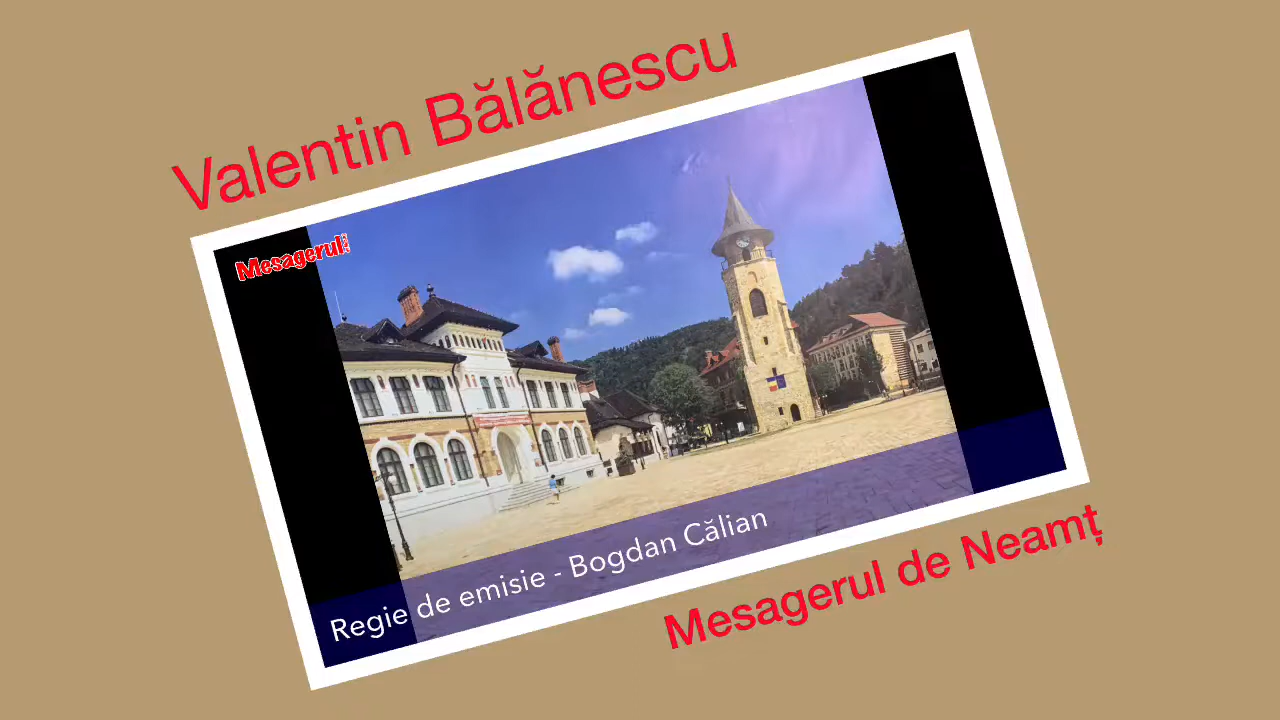 Valentin Bălănescu
Mesagerul
Regie de emisie - Bogdan Călian
Mesagerul de Neamț